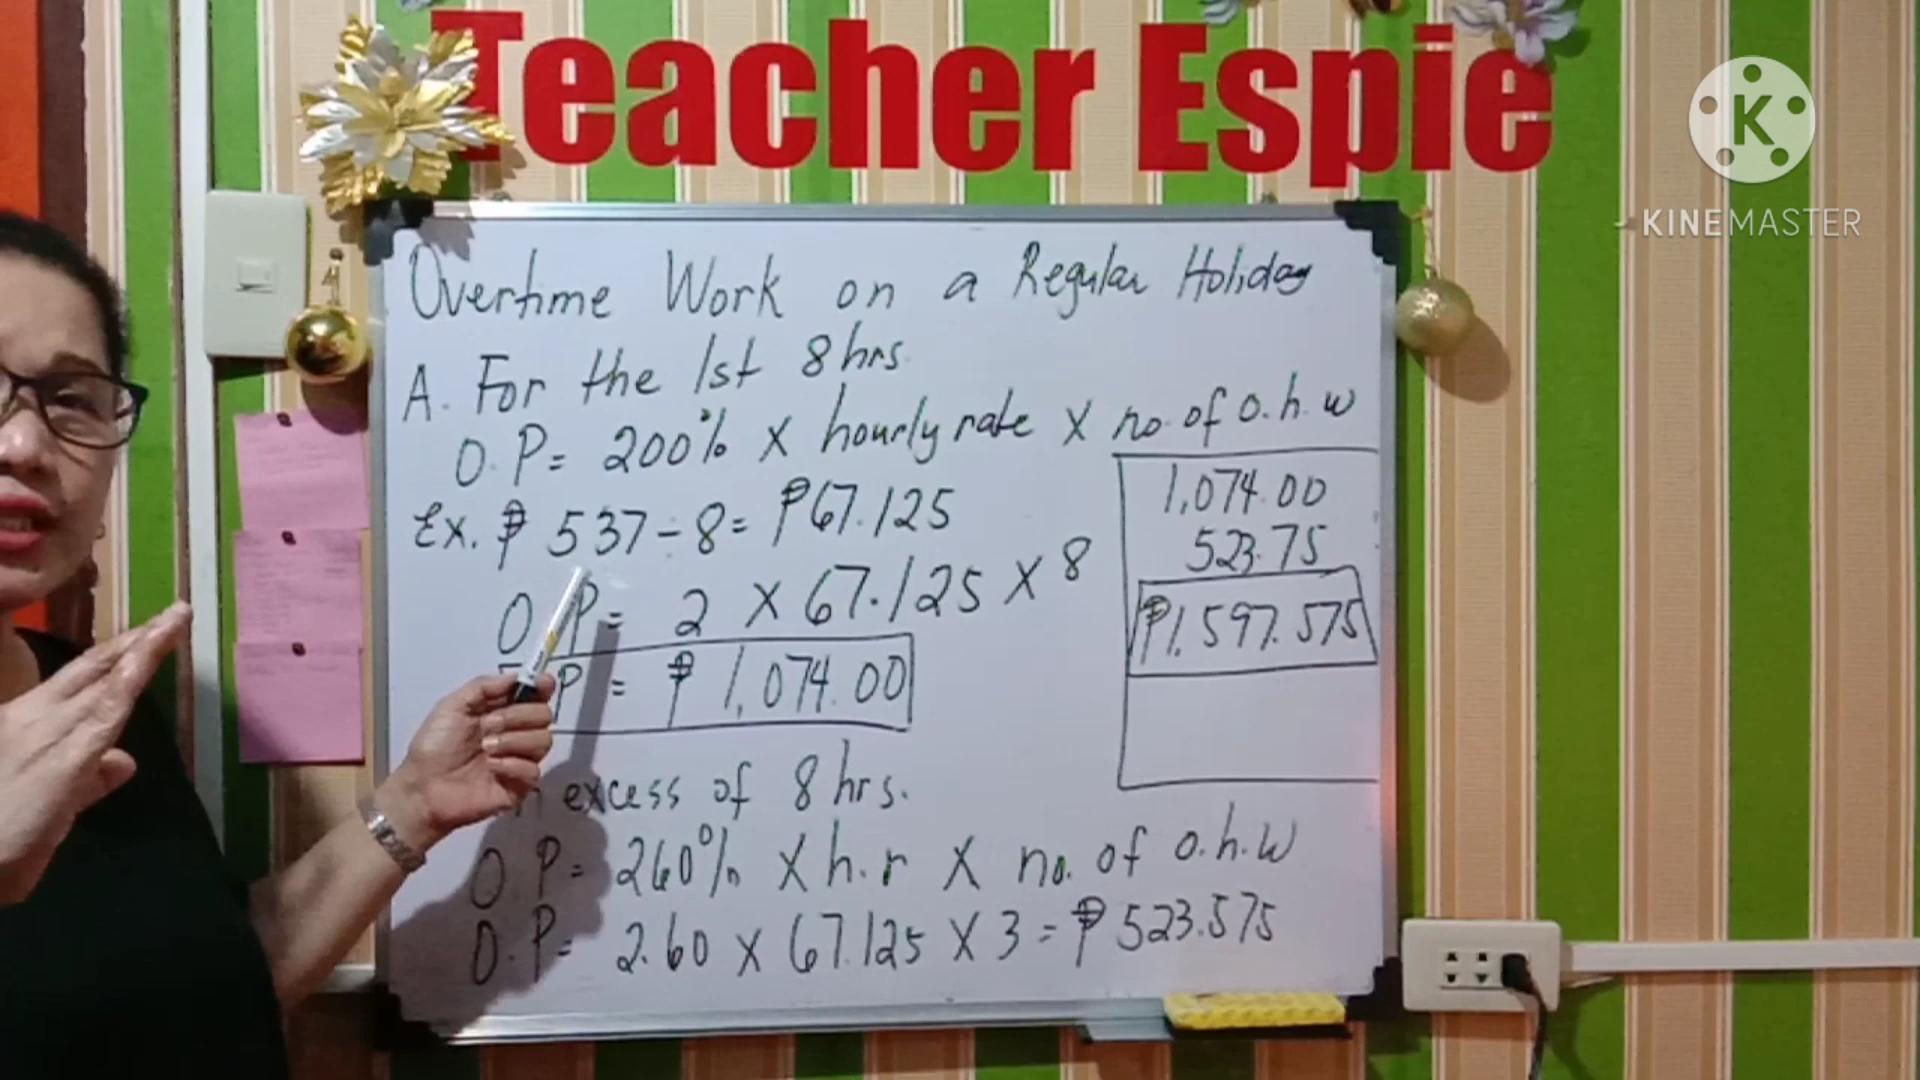 Teacher Espie
K
KINEMASTER
Overtime Work on a Regular Holiday
A. For the 1st 8 hrs.
O.P = 200% X hourly rate X no. of o.h.w
Ex. ₱ 537 ÷ 8 = ₱67.125
O.P = 2 X 67.125 X 8
P = ₱ 1,074.00
excess of 8 hrs.
O.P = 260% X h.r X no. of o.h.w
O.P = 2.60 X 67.125 X 3 = ₱ 523.575
1,074.00
523.75
₱1,597.575